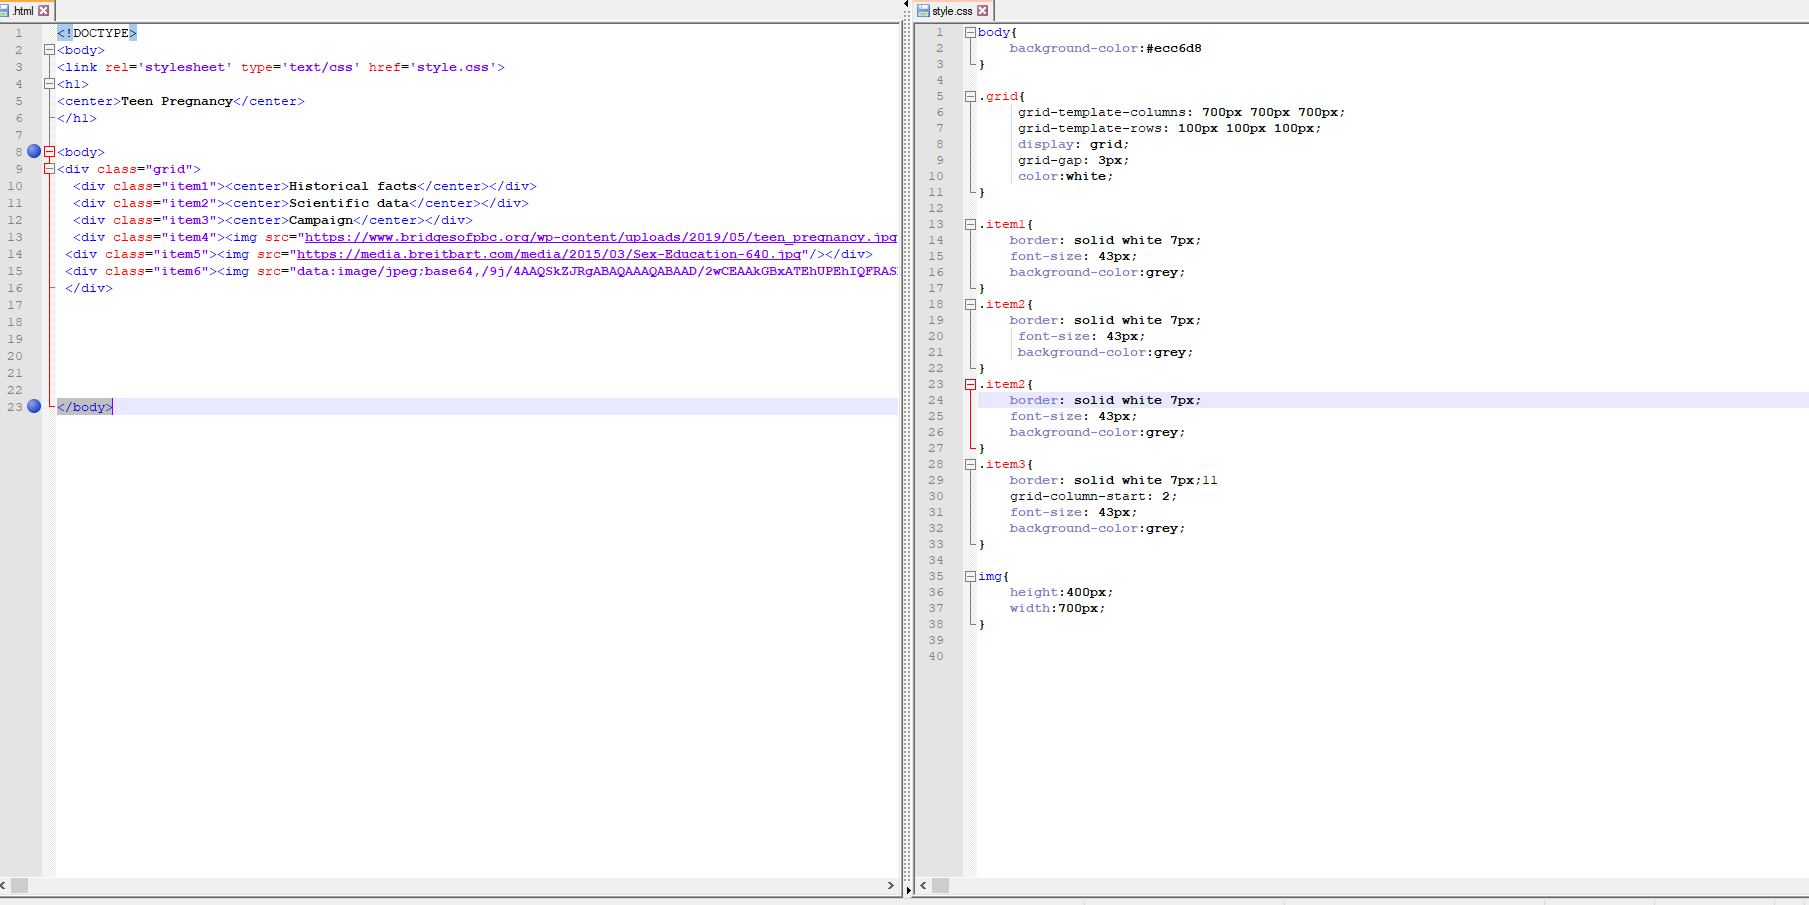 .html
1 <!DOCTYPE>
2 <body>
3 <link rel='stylesheet' type='text/css' href='style.css'>
4 <h1>
5 <center>Teen Pregnancy</center>
6 </h1>
7
8 <body>
9 <div class="grid">
10 <div class="item1"><center>Historical facts</center></div>
11 <div class="item2"><center>Scientific data</center></div>
12 <div class="item3"><center>Campaign</center></div>
13 <div class="item4"><img src="https://www.bridgesofpbc.org/wp-content/uploads/2019/05/teen_pregnancy.jpg
14 <div class="item5"><img src="https://media.breitbart.com/media/2015/03/Sex-Education-640.jpg"/></div>
15 <div class="item6"><img src="data:image/jpeg;base64,/9j/4AAQSkZJRgABAQAAAQABAAD/2wCEAAkGBxATEhUPEhIQFRAS
16 </div>
17
18
19
20
21
22
23 </body>
style.css
1 body{
2 background-color:#ecc6d8
3 }
4
5 .grid{
6 grid-template-columns: 700px 700px 700px;
7 grid-template-rows: 100px 100px 100px;
8 display: grid;
9 grid-gap: 3px;
10 color:white;
11 }
12
13 .item1{
14 border: solid white 7px;
15 font-size: 43px;
16 background-color:grey;
17 }
18 .item2{
19 border: solid white 7px;
20 font-size: 43px;
21 background-color:grey;
22 }
23 .item2{
24 border: solid white 7px;
25 font-size: 43px;
26 background-color:grey;
27 }
28 .item3{
29 border: solid white 7px;11
30 grid-column-start: 2;
31 font-size: 43px;
32 background-color:grey;
33 }
34
35 img{
36 height:400px;
37 width:700px;
38 }
39
40